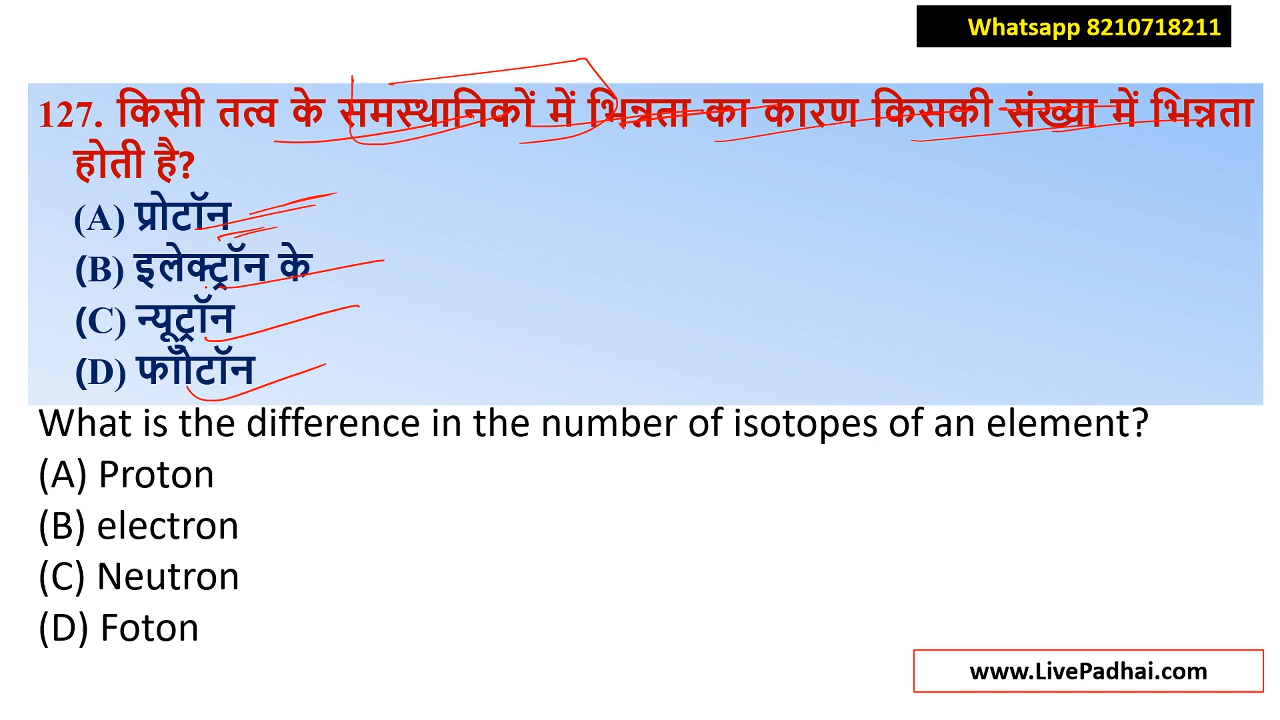 Whatsapp 8210718211
127. किसी तत्व के समस्थानिकों में भिन्नता का कारण किसकी संख्या में भिन्नता
होती है?
(A) प्रोटॉन
(B) इलेक्ट्रॉन के
(C) न्यूट्रॉन
(D) फाोटॉन
What is the difference in the number of isotopes of an element?
(A) Proton
(B) electron
(C) Neutron
(D) Foton
www.LivePadhai.com